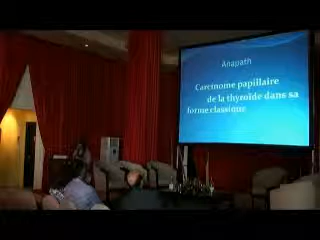 Anapath
Carcinome papillaire
de la thyroïde dans sa
forme classique